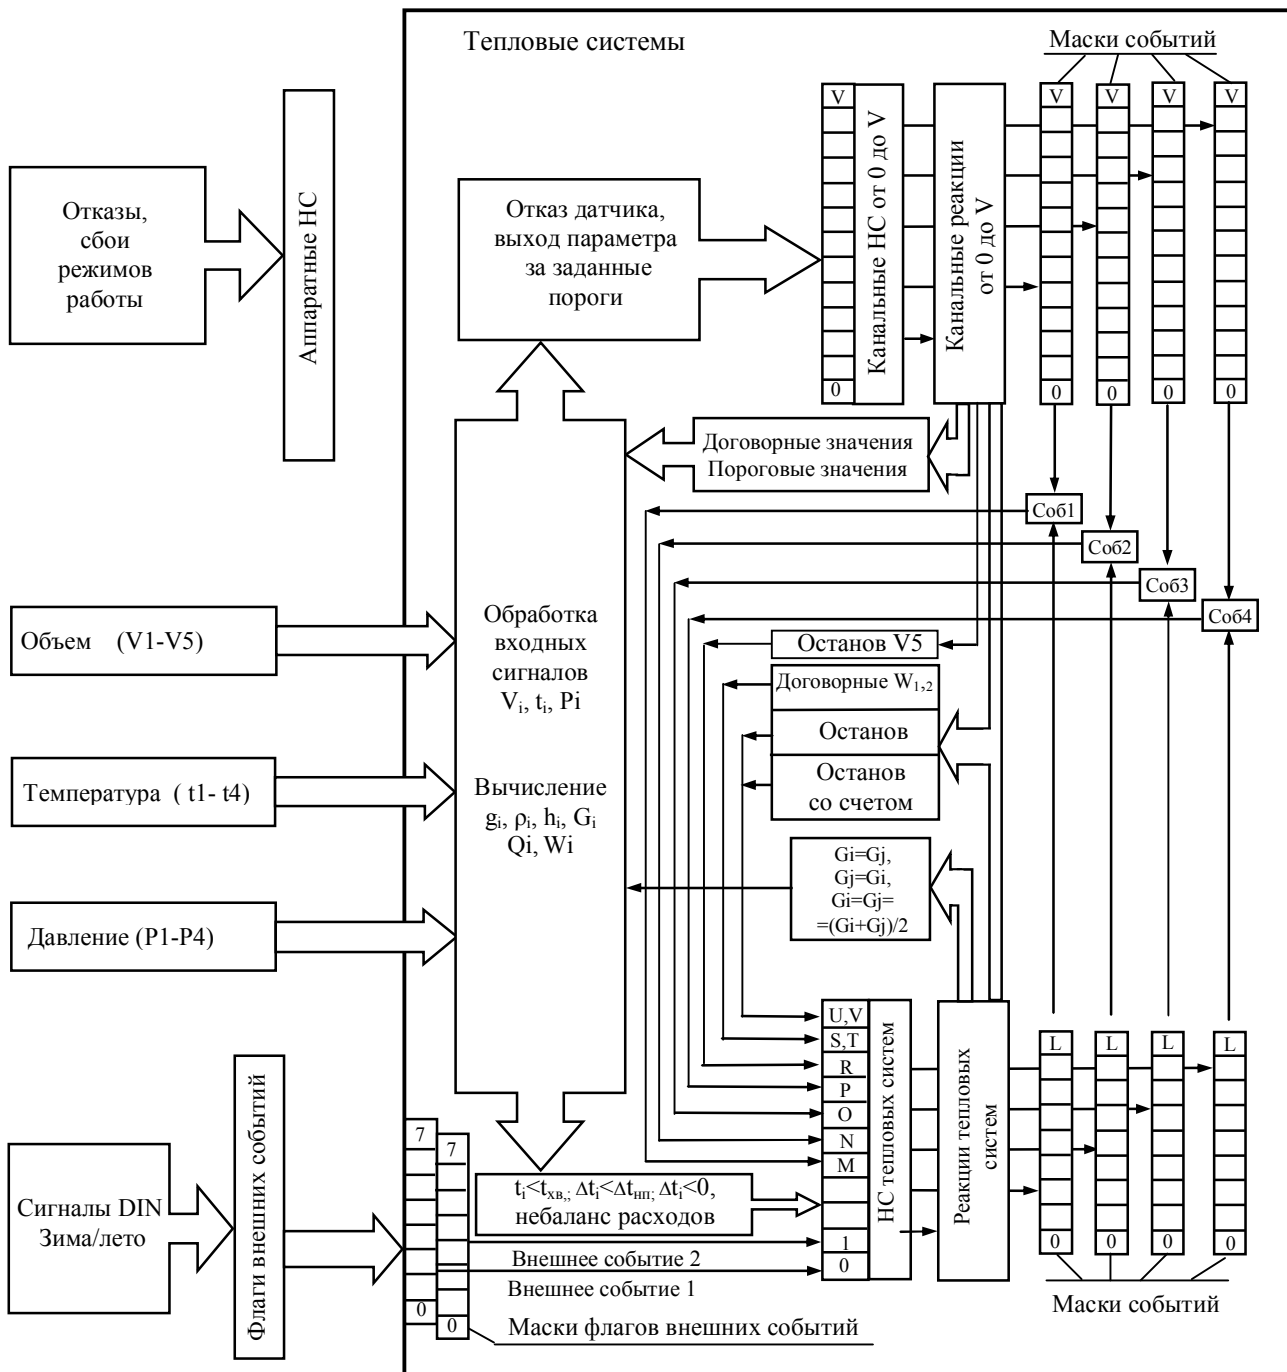 Тепловые системы
Маски событий
V
0
Канальные НС от 0 до V
Канальные реакции
от 0 до V
V
V
V
V
0
0
0
0
Отказы,
сбои
режимов
работы
Аппаратные НС
Отказ датчика,
выход параметра
за заданные
пороги
Договорные значения
Пороговые значения
Соб1
Соб2
Соб3
Соб4
Объем (V1-V5)
Температура ( t1- t4)
Давление (P1-P4)
Обработка
входных
сигналов
Vi, ti, Pi
Вычисление
gi, ρi, hi, Gi
Qi, Wi
Останов V5
Договорные W1,2
Останов
Останов
со счетом
Gi=Gj,
Gj=Gi,
Gi=Gj=
=(Gi+Gj)/2
U,V
S,T
R
P
O
N
M
1
0
НС тепловых систем
Реакции тепловых
систем
L
L
L
L
0
0
0
0
Маски событий
Сигналы DIN
Зима/лето
Флаги внешних событий
7
7
0
0
ti<tхв,; Δti<Δtнп; Δti<0,
небаланс расходов
Внешнее событие 2
Внешнее событие 1
Маски флагов внешних событий